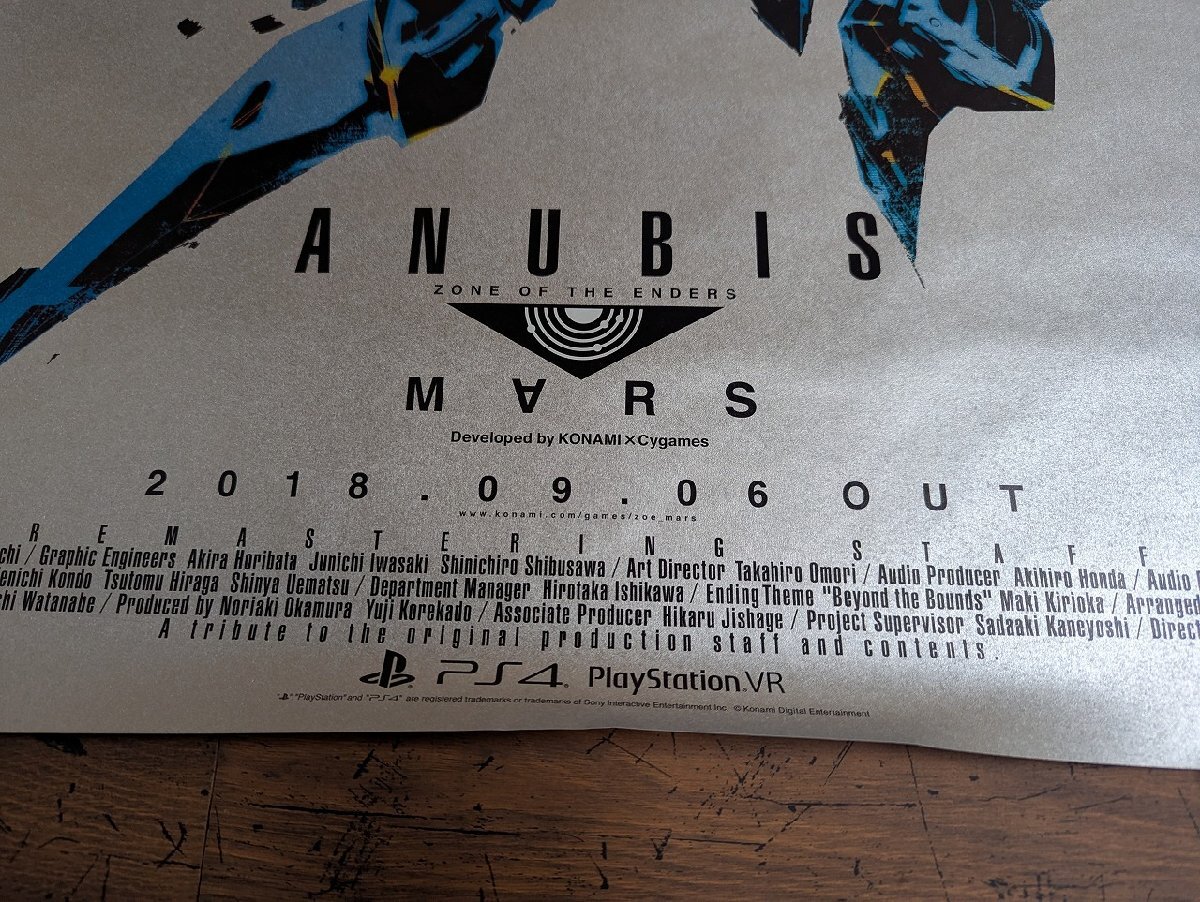 ANUBIS
ZONE OF THE ENDERS
MARS
Developed by KONAMI×Cygames
2018.09.06 OUT
www.konami.com/games/zoe_mars
REMASTERING STAFF
chi / Graphic Engineers Akira Horibata Junichi Iwasaki Shinichiro Shibusawa / Art Director Takahiro Omori / Audio Producer Akihiro Honda / Audio
enichi Kondo Tsutomu Hiraga Shinya Uematsu / Department Manager Hirotaka Ishikawa / Ending Theme "Beyond the Bounds" Maki Kirioka / Arrange
hi Watanabe / Produced by Noriaki Okamura Yuji Korekado / Associate Producer Hikaru Jishage / Project Supervisor Sadaaki Kaneyoshi / Direct
A tribute to the original production staff and contents.
PS4 PlayStation.VR
"PlayStation" and "PS4" are registered trademarks or trademarks of Sony Interactive Entertainment Inc. ©Konami Digital Entertainment